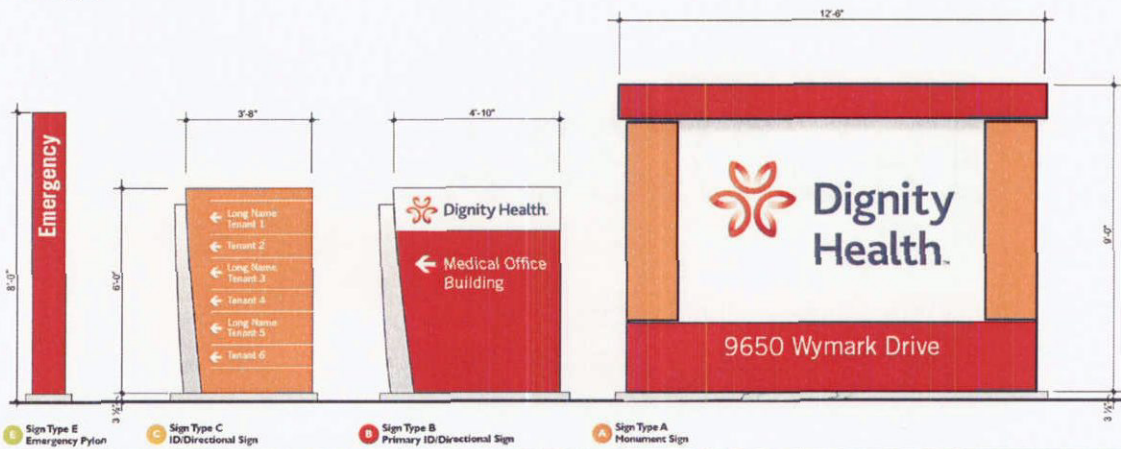 12'-6"
3'-8"
4'-10"
Emergency
8'-0"
Long Name
Tenant 1
Tenant 2
Long Name
Tenant 3
Tenant 4
Long Name
Tenant 5
Tenant 6
6'-0"
3 ½"
Dignity Health
Medical Office
Building
Dignity
Health™
9650 Wymark Drive
9'-0"
3 ½"
E
Sign Type E
Emergency Pylon
C
Sign Type C
ID/Directional Sign
B
Sign Type B
Primary ID/Directional Sign
A
Sign Type A
Monument Sign